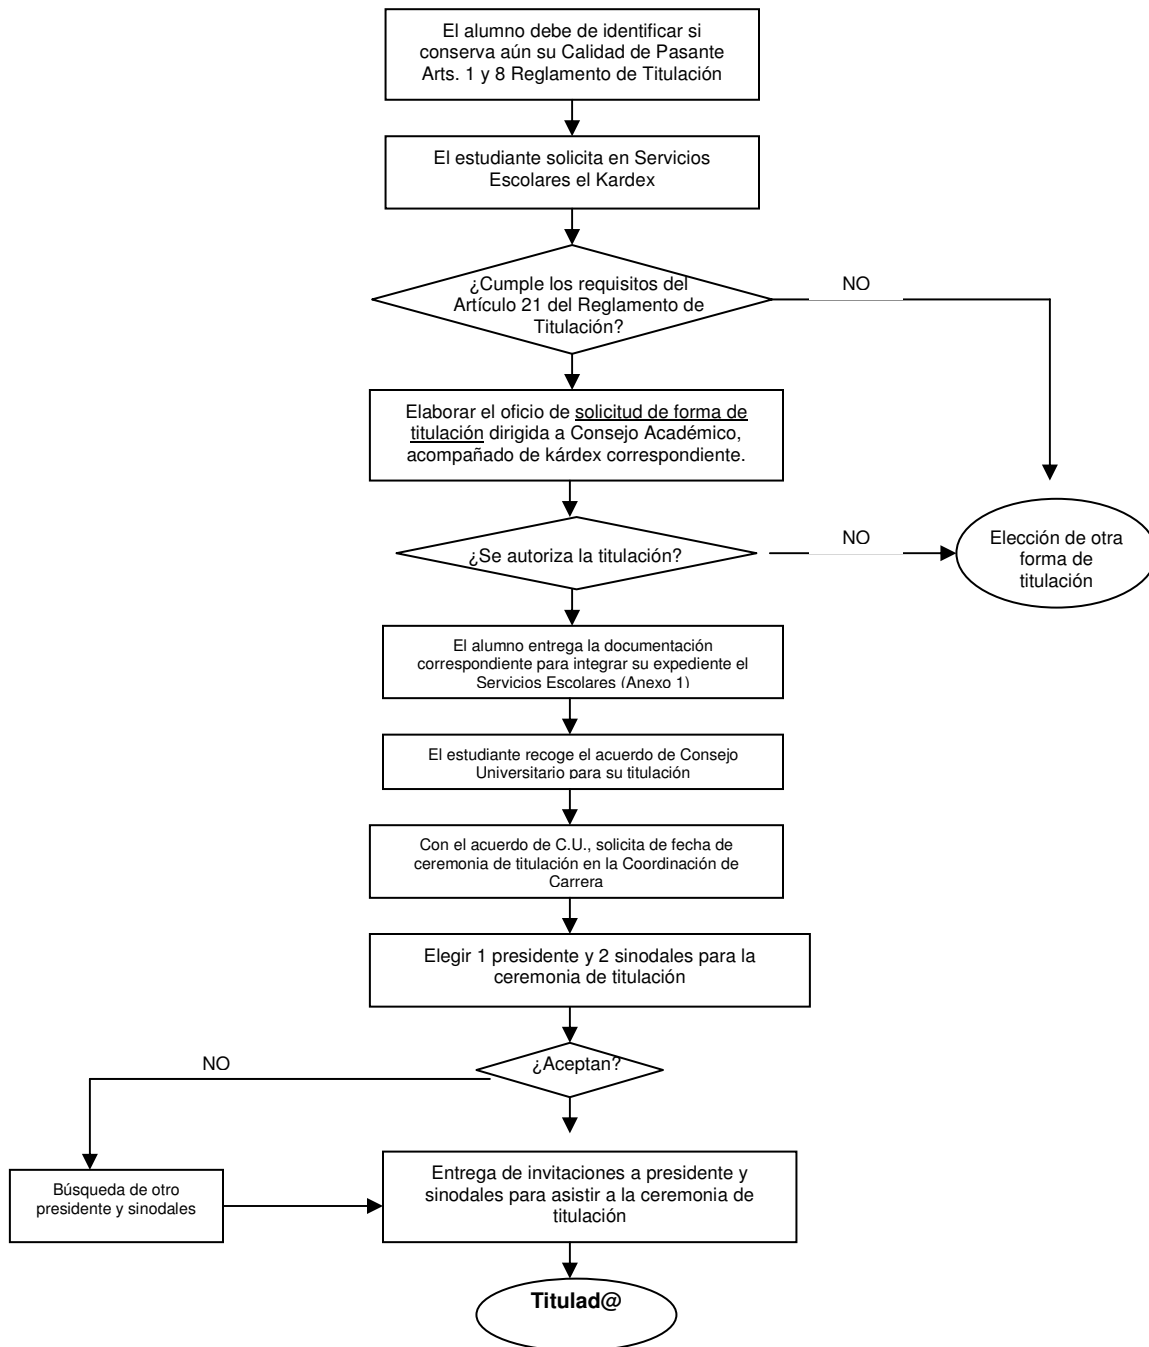 El alumno debe de identificar si
conserva aún su Calidad de Pasante
Arts. 1 y 8 Reglamento de Titulación
El estudiante solicita en Servicios
Escolares el Kardex
¿Cumple los requisitos del
Artículo 21 del Reglamento de
Titulación?
NO
Elaborar el oficio de solicitud de forma de
titulación dirigida a Consejo Académico,
acompañado de kárdex correspondiente.
¿Se autoriza la titulación?
NO
Elección de otra
forma de
titulación
El alumno entrega la documentación
correspondiente para integrar su expediente el
Servicios Escolares (Anexo 1)
El estudiante recoge el acuerdo de Consejo
Universitario para su titulación
Con el acuerdo de C.U., solicita de fecha de
ceremonia de titulación en la Coordinación de
Carrera
Elegir 1 presidente y 2 sinodales para la
ceremonia de titulación
¿Aceptan?
NO
Búsqueda de otro
presidente y sinodales
Entrega de invitaciones a presidente y
sinodales para asistir a la ceremonia de
titulación
Titulad@